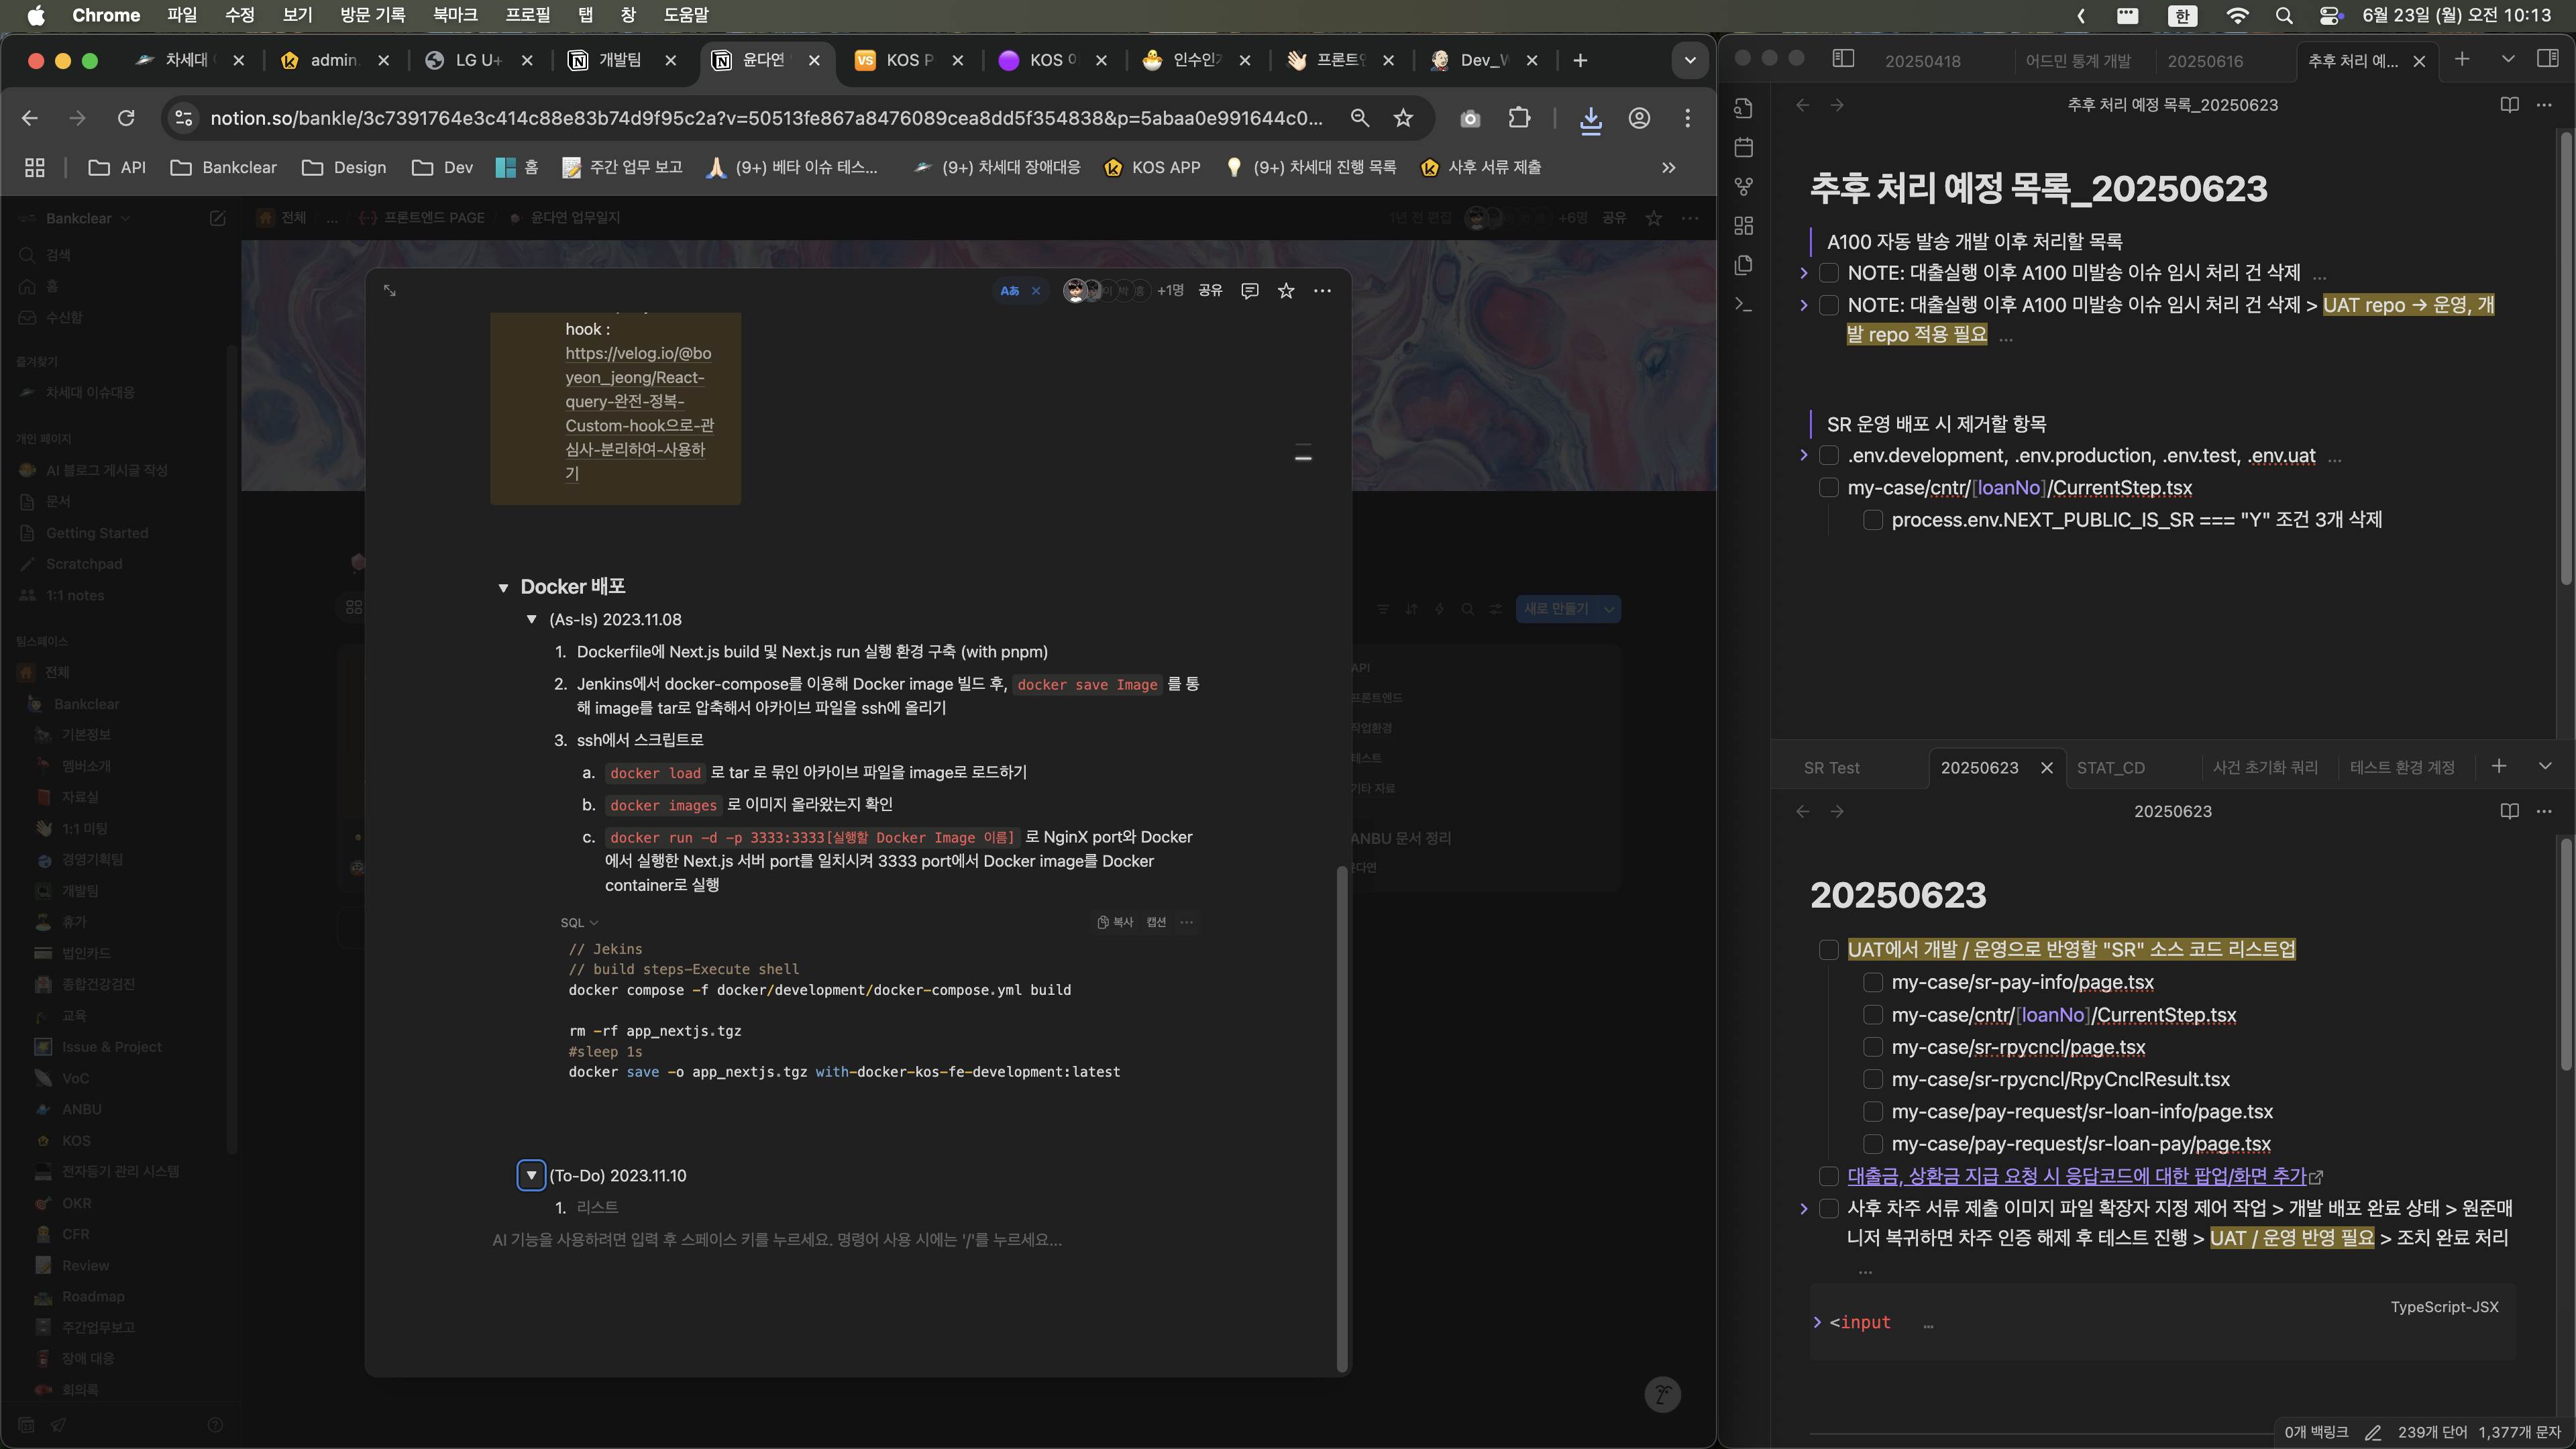 Chrome 파일 수정 보기 방문 기록 북마크 프로필 탭 창 도움말
한 6월 23일 (월) 오전 10:13
차세대 admin. LG U+ 개발팀 윤다연 KOS P KOS 인수인 프론트 Dev_
notion.so/bankle/3c7391764e3c414c88e83b74d9f95c2a?v=50513fe867a8476089cea8dd5f354838&p=5abaa0e991644c0...
API Bankclear Design Dev 홈 주간 업무 보고 (9+) 베타 이슈 테스... (9+) 차세대 장애대응 KOS APP (9+) 차세대 진행 목록 사후 서류 제출
Bankclear
전체 / ... / 프론트엔드 PAGE / 윤다연 업무일지
1년 전 편집 +6명 공유
검색
홈
수신함
즐겨찾기
차세대 이슈대응
개인 페이지
AI 블로그 게시글 작성
문서
Getting Started
Scratchpad
1:1 notes
팀스페이스
전체
Bankclear
기본정보
멤버소개
자료실
1:1 미팅
경영기획팀
개발팀
휴가
법인카드
종합건강검진
교육
Issue & Project
VoC
ANBU
KOS
전자등기 관리 시스템
OKR
CFR
Review
Roadmap
주간업무보고
장애 대응
회의록
Aあ 이 박 홍 +1명 공유
hook :
https://velog.io/@bo
yeon_jeong/React-
query-완전-정복-
Custom-hook으로-관
심사-분리하여-사용하
기
Docker 배포
(As-Is) 2023.11.08
1. Dockerfile에 Next.js build 및 Next.js run 실행 환경 구축 (with pnpm)
2. Jenkins에서 docker-compose를 이용해 Docker image 빌드 후, docker save Image 를 통
해 image를 tar로 압축해서 아카이브 파일을 ssh에 올리기
3. ssh에서 스크립트로
a. docker load 로 tar 로 묶인 아카이브 파일을 image로 로드하기
b. docker images 로 이미지 올라왔는지 확인
c. docker run -d -p 3333:3333[실행할 Docker Image 이름] 로 NginX port와 Docker
에서 실행한 Next.js 서버 port를 일치시켜 3333 port에서 Docker image를 Docker
container로 실행
SQL 복사 캡션
// Jekins
// build steps-Execute shell
docker compose -f docker/development/docker-compose.yml build
rm -rf app_nextjs.tgz
#sleep 1s
docker save -o app_nextjs.tgz with-docker-kos-fe-development:latest
(To-Do) 2023.11.10
1. 리스트
AI 기능을 사용하려면 입력 후 스페이스 키를 누르세요. 명령어 사용 시에는 '/'를 누르세요...
새로 만들기
API
프론트엔드
작업환경
테스트
기타 자료
ANBU 문서 정리
윤다연
20250418 어드민 통계 개발 20250616 추후 처리 예...
추후 처리 예정 목록_20250623
추후 처리 예정 목록_20250623
A100 자동 발송 개발 이후 처리할 목록
NOTE: 대출실행 이후 A100 미발송 이슈 임시 처리 건 삭제 ...
NOTE: 대출실행 이후 A100 미발송 이슈 임시 처리 건 삭제 > UAT repo → 운영, 개
발 repo 적용 필요 ...
SR 운영 배포 시 제거할 항목
.env.development, .env.production, .env.test, .env.uat ...
my-case/cntr/[loanNo]/CurrentStep.tsx
process.env.NEXT_PUBLIC_IS_SR === "Y" 조건 3개 삭제
SR Test 20250623 STAT_CD 사건 초기화 쿼리 테스트 환경 계정
20250623
20250623
UAT에서 개발 / 운영으로 반영할 "SR" 소스 코드 리스트업
my-case/sr-pay-info/page.tsx
my-case/cntr/[loanNo]/CurrentStep.tsx
my-case/sr-rpycncl/page.tsx
my-case/sr-rpycncl/RpyCnclResult.tsx
my-case/pay-request/sr-loan-info/page.tsx
my-case/pay-request/sr-loan-pay/page.tsx
대출금, 상환금 지급 요청 시 응답코드에 대한 팝업/화면 추가
사후 차주 서류 제출 이미지 파일 확장자 지정 제어 작업 > 개발 배포 완료 상태 > 원준매
니저 복귀하면 차주 인증 해제 후 테스트 진행 > UAT / 운영 반영 필요 > 조치 완료 처리
...
TypeScript-JSX
<input ...
0개 백링크 239개 단어 1,377개 문자